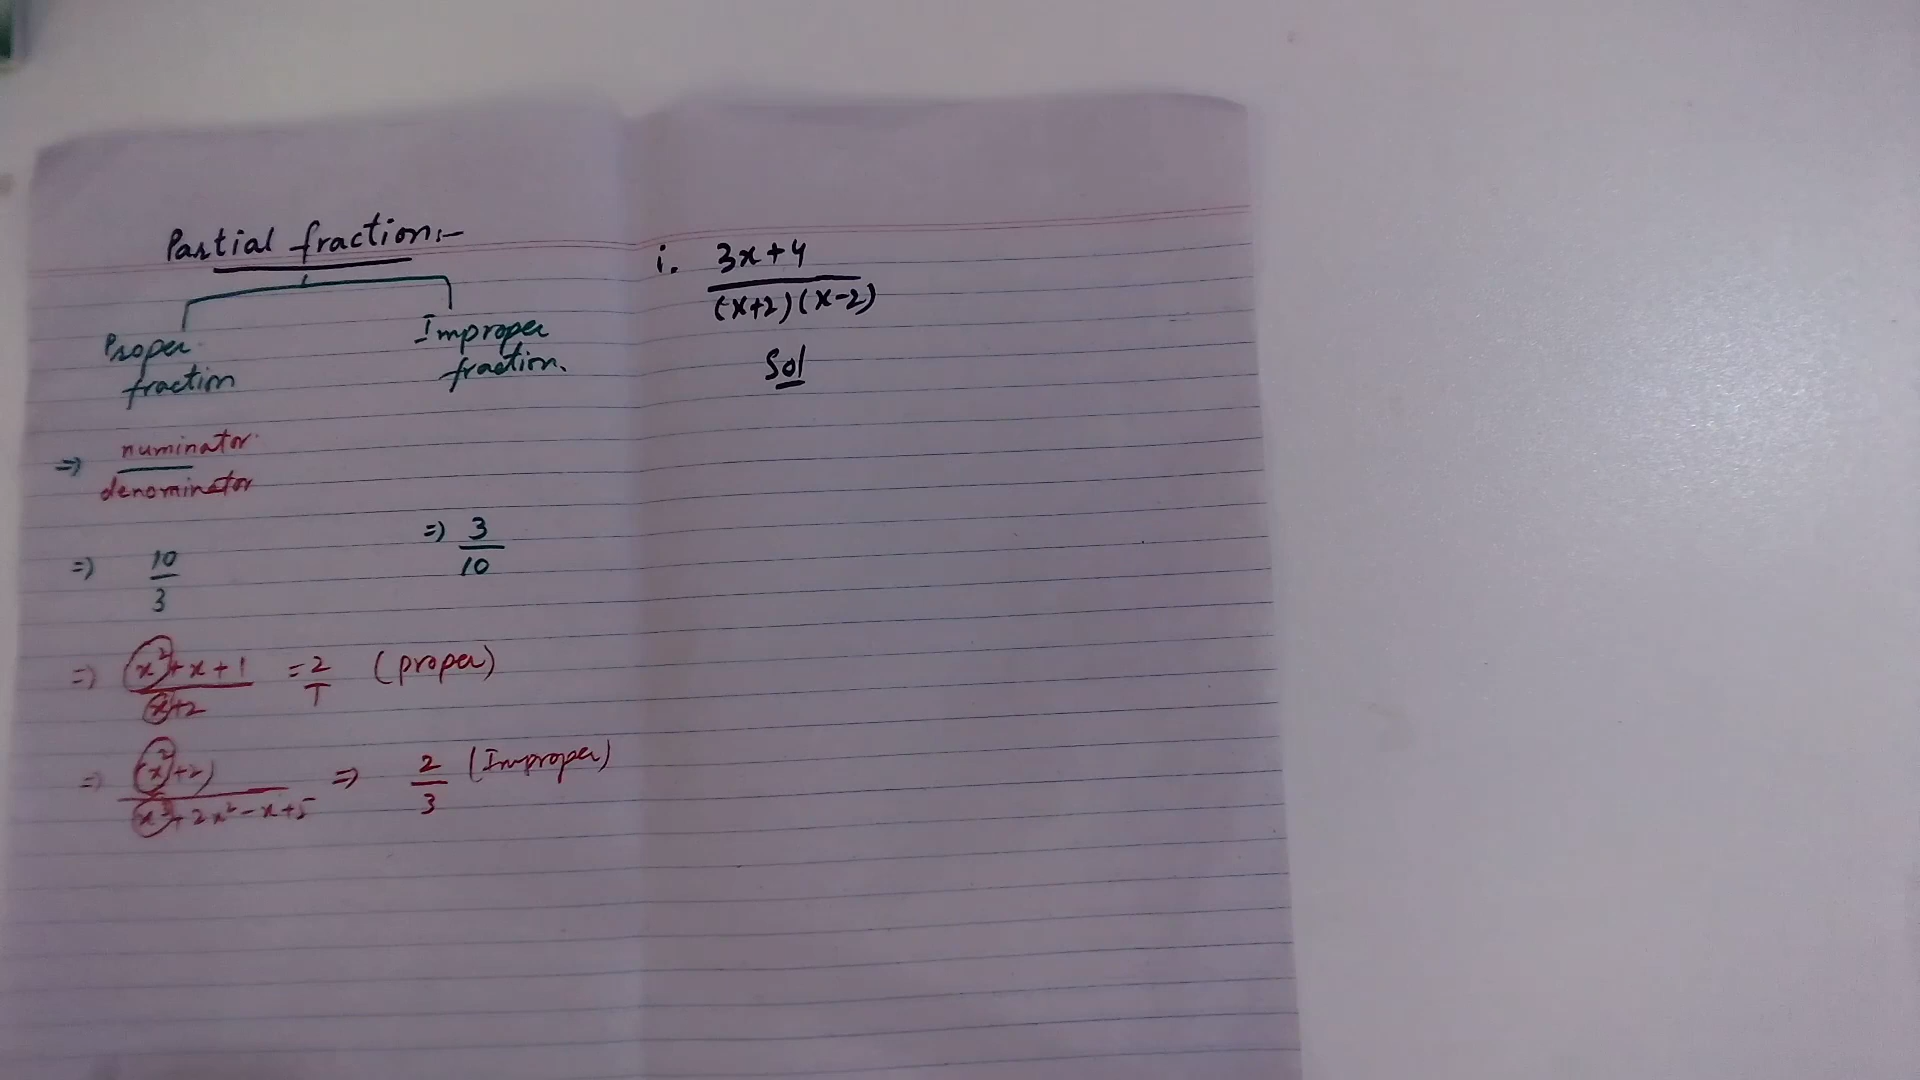 Partial fraction:-
Proper fraction
Improper fraction.
=> numinator
denominator
=> 10/3
=> 3/10
=> x²+x+1 / x+2 = 2/1 (proper)
=> (x²+2) / x³+2x²-x+5 => 2/3 (Improper)
i. 3x+4 / (x+2)(x-2)
Sol